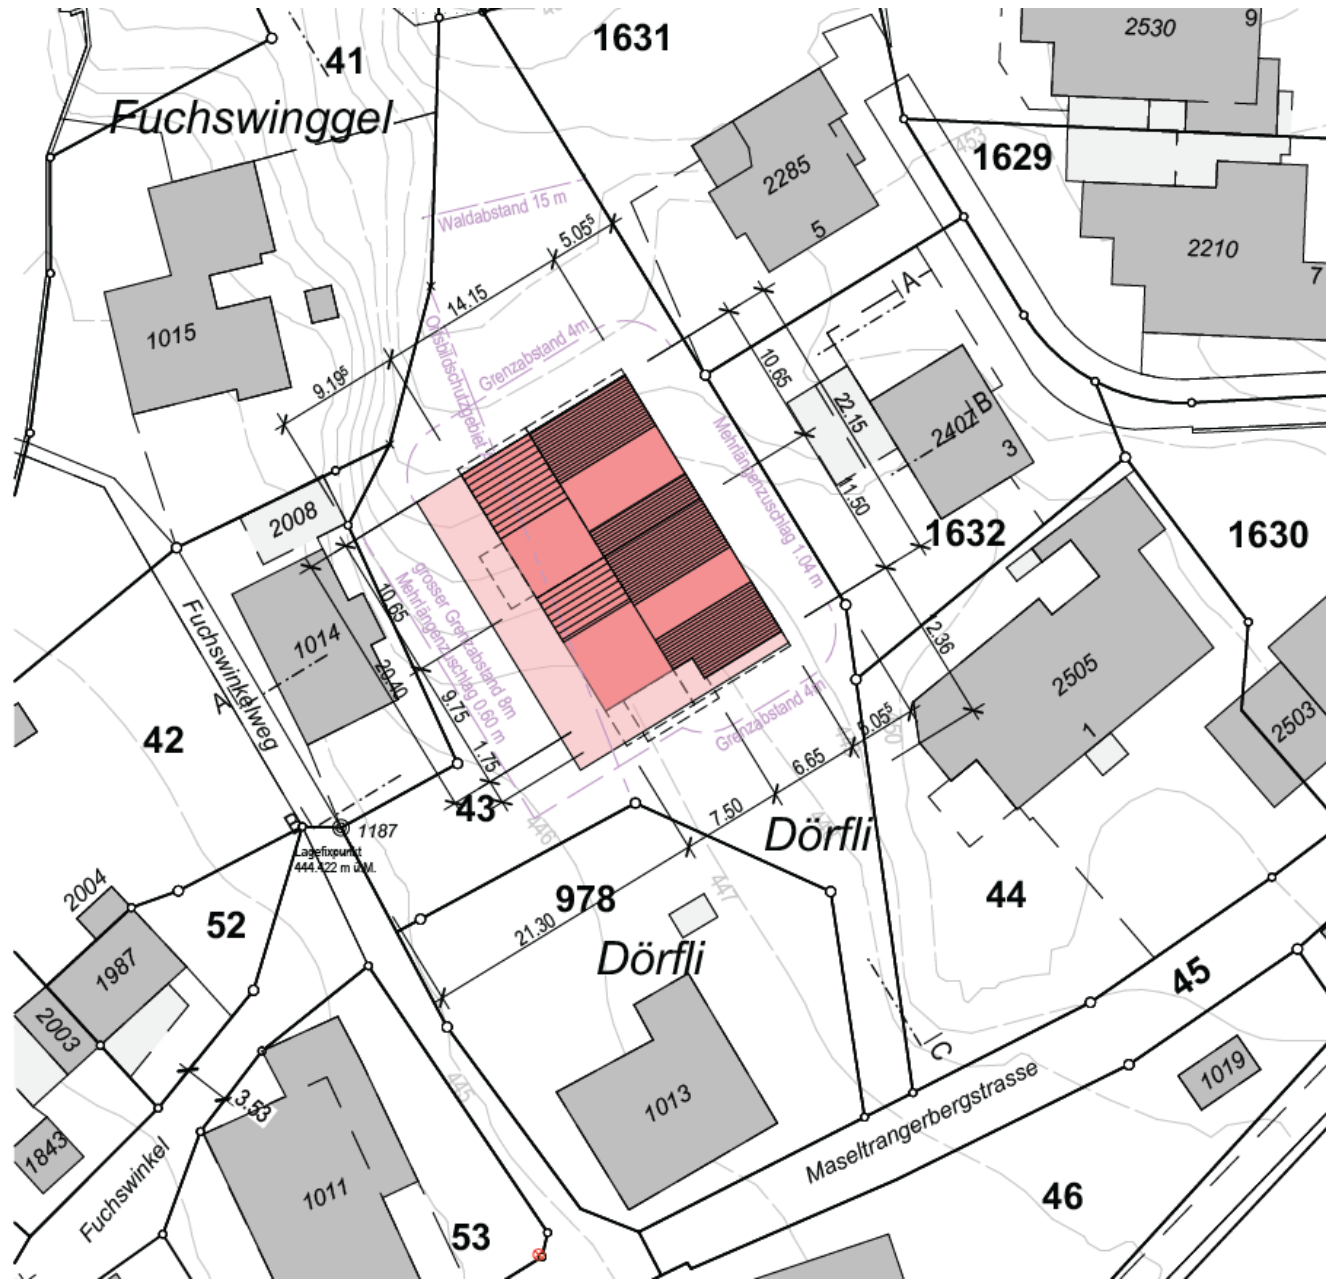 2530
9
41
1631
Fuchswinggel
453
1629
2285
5
Waldabstand 15 m
5.05⁵
2210
7
14.15
A
1015
Ortsbildschutzgebiet
Grenzabstand 4m
9.19⁵
10.65
22.15
2407
B
3
Mehrlängenzuschlag 1.04 m
11.50
1632
1630
2008
grosser Grenzabstand 8m
Mehrlängenzuschlag 0.60 m
10.65
20.40
1014
Fuchswinkelweg
A
2.36
2505
1
2503
9.75
Grenzabstand 4m
5.05⁵
6.65
42
1.75
43
7.50
Dörfli
B
1187
Lagefixpunkt
444.422 m ü.M.
446
447
2004
52
978
21.30
Dörfli
44
1987
2003
45
C
445
3.53
1013
1019
Maseltrangerbergstrasse
1843
Fuchswinkel
1011
46
53